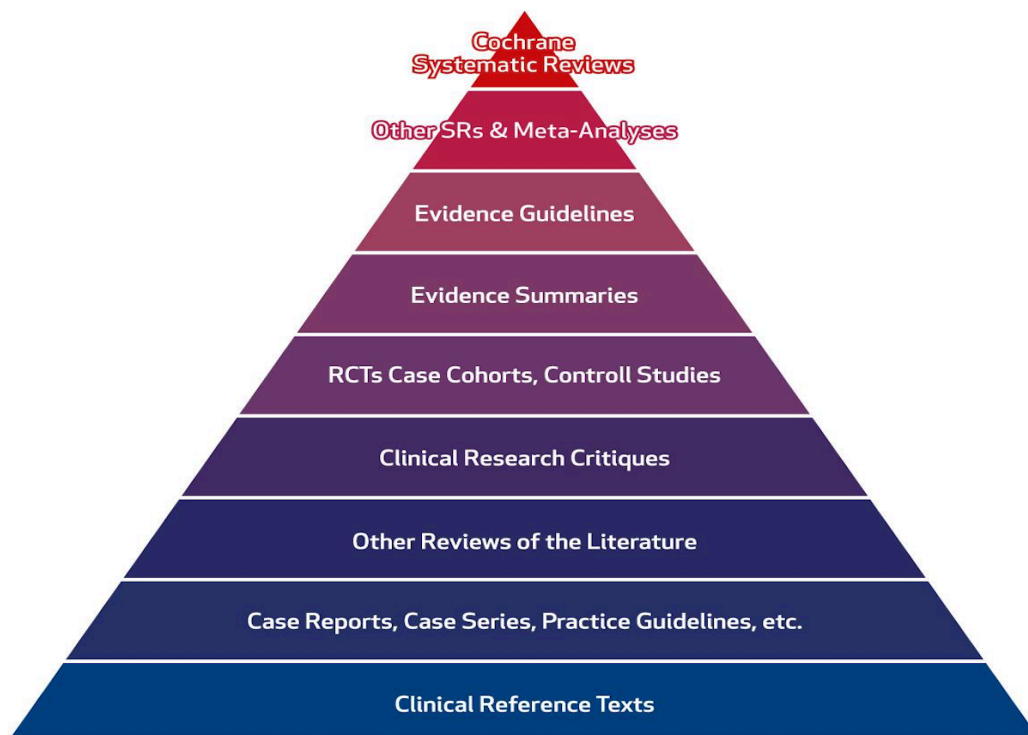 Cochrane
Systematic Reviews
Other SRs & Meta-Analyses
Evidence Guidelines
Evidence Summaries
RCTs Case Cohorts, Controll Studies
Clinical Research Critiques
Other Reviews of the Literature
Case Reports, Case Series, Practice Guidelines, etc.
Clinical Reference Texts